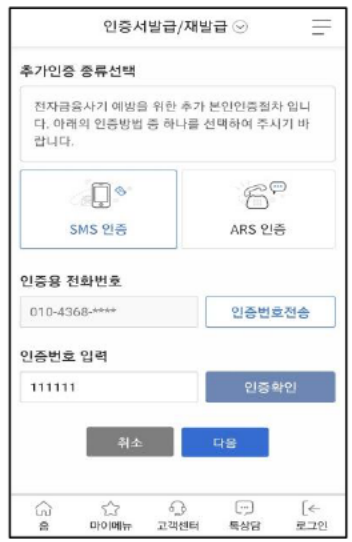 인증서발급/재발급
추가인증 종류선택
전자금융사기 예방을 위한 추가 본인인증절차 입니
다. 아래의 인증방법 중 하나를 선택하여 주시기 바
랍니다.
SMS 인증
ARS 인증
인증용 전화번호
010-4368-****
인증번호전송
인증번호 입력
111111
인증확인
취소
다음
홈
마이메뉴
고객센터
톡상담
로그인